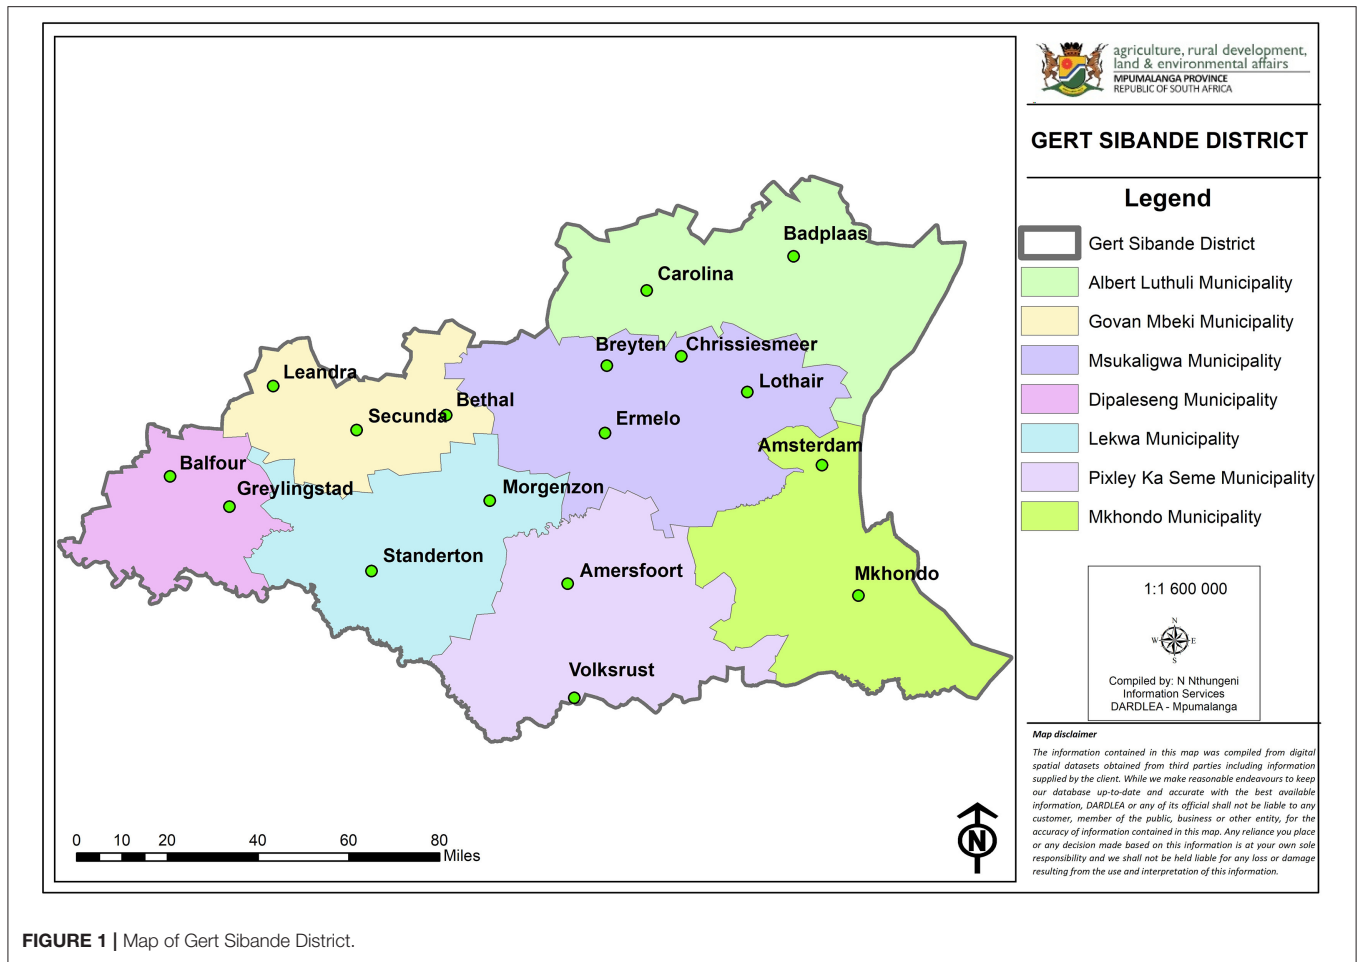 agriculture, rural development,
land & environmental affairs
MPUMALANGA PROVINCE
REPUBLIC OF SOUTH AFRICA
GERT SIBANDE DISTRICT
Legend
Gert Sibande District
Albert Luthuli Municipality
Govan Mbeki Municipality
Msukaligwa Municipality
Dipaleseng Municipality
Lekwa Municipality
Pixley Ka Seme Municipality
Mkhondo Municipality
Badplaas
Carolina
Breyten
Chrissiesmeer
Leandra
Lothair
Bethal
Secunda
Ermelo
Amsterdam
Balfour
Greylingstad
Morgenzon
Standerton
Amersfoort
Mkhondo
Volksrust
1:1 600 000
N
W E
S
Compiled by: N Nthungeni
Information Services
DARDLEA - Mpumalanga
Map disclaimer
The information contained in this map was compiled from digital
spatial datasets obtained from third parties including information
supplied by the client. While we make reasonable endeavours to keep
our database up-to-date and accurate with the best available
information, DARDLEA or any of its official shall not be liable to any
customer, member of the public, business or other entity, for the
accuracy of information contained in this map. Any reliance you place
or any decision made based on this information is at your own sole
responsibility and we shall not be held liable for any loss or damage
resulting from the use and interpretation of this information.
0 10 20 40 60 80
Miles
N
FIGURE 1 | Map of Gert Sibande District.